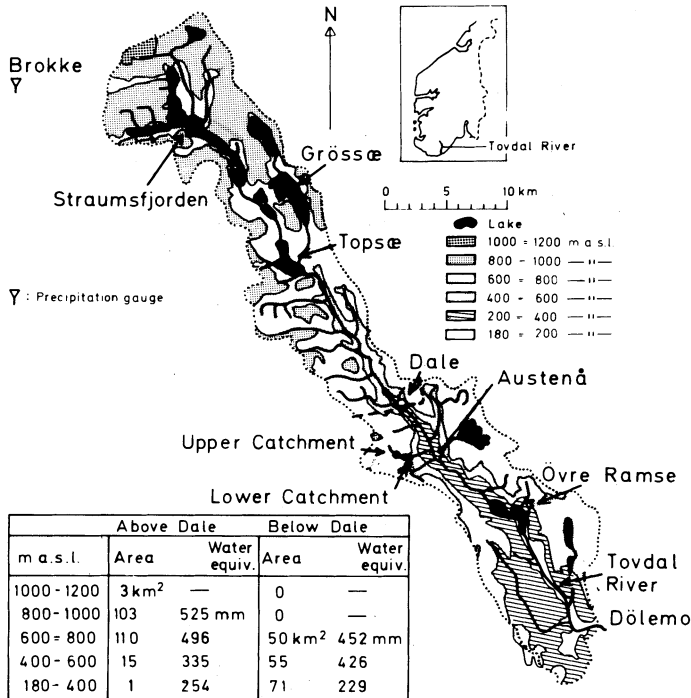 N
Brokke
Tovdal River
Grössæ
Straumsfjorden
0 5 10 km
Lake
1000 = 1200 m a.s.l.
800 - 1000 — " —
600 = 800 — " —
400 = 600 — " —
200 = 400 — " —
180 = 200 — " —
Topsæ
: Precipitation gauge
Dale
Austenå
Upper Catchment
Lower Catchment
Övre Ramse
Tovdal
River
Dölemo
Above Dale Below Dale
m a.s.l. Area Water equiv. Area Water equiv.
1000-1200 3 km² — 0 —
800-1000 103 525 mm 0 —
600=800 110 496 50 km² 452 mm
400-600 15 335 55 426
180-400 1 254 71 229